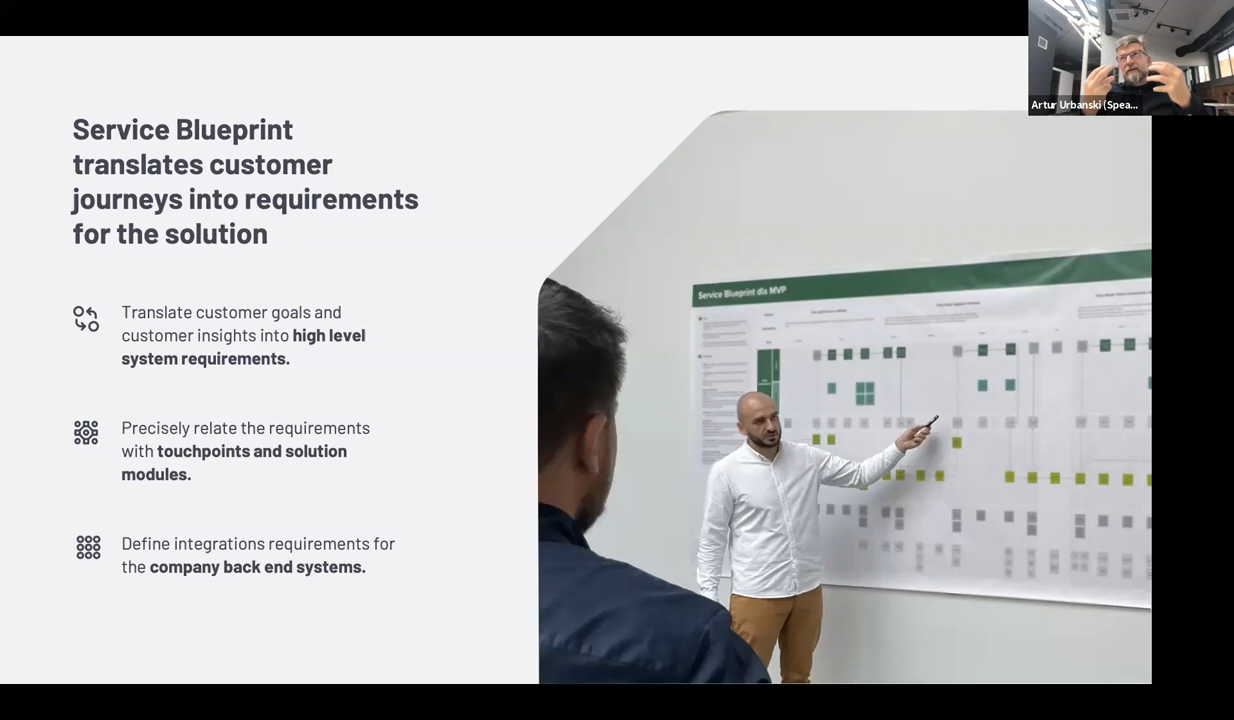 Service Blueprint
translates customer
journeys into requirements
for the solution
Translate customer goals and
customer insights into high level
system requirements.
Precisely relate the requirements
with touchpoints and solution
modules.
Define integrations requirements for
the company back end systems.
Service Blueprint dla MVP
Artur Urbanski (Spea...